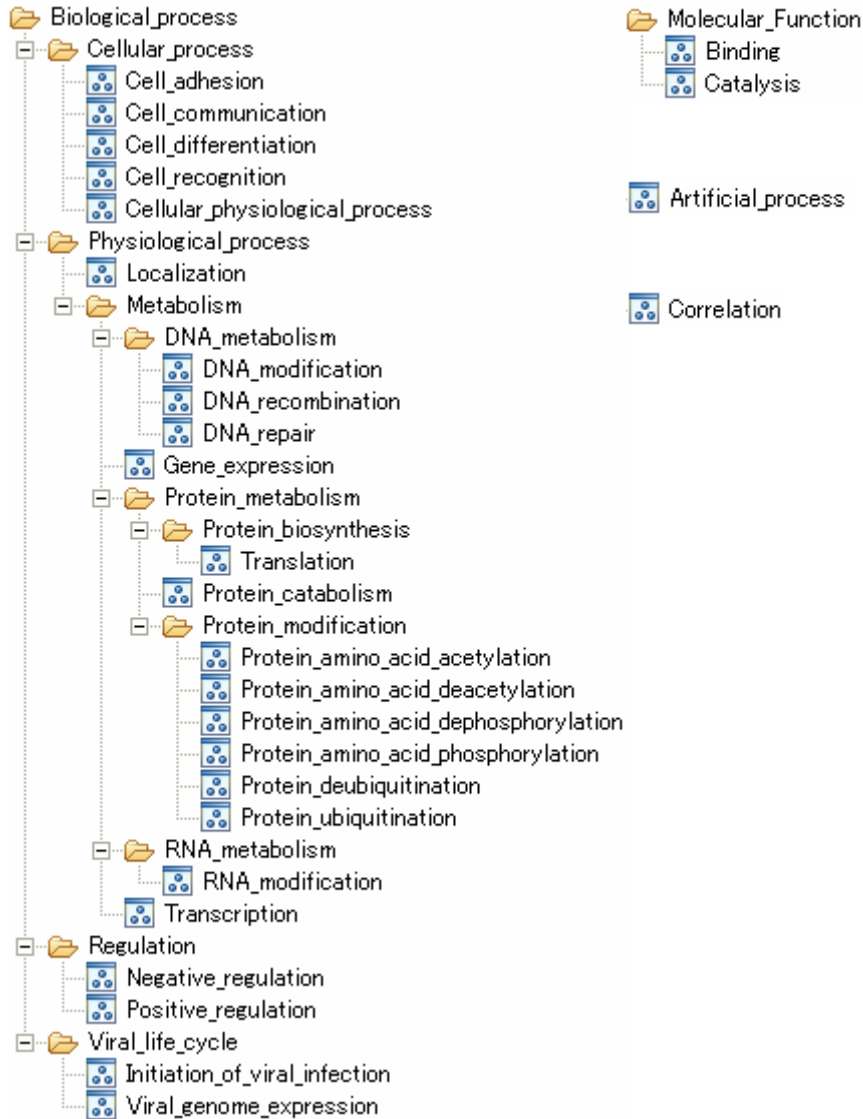 Biological_process
Cellular_process
Cell_adhesion
Cell_communication
Cell_differentiation
Cell_recognition
Cellular_physiological_process
Physiological_process
Localization
Metabolism
DNA_metabolism
DNA_modification
DNA_recombination
DNA_repair
Gene_expression
Protein_metabolism
Protein_biosynthesis
Translation
Protein_catabolism
Protein_modification
Protein_amino_acid_acetylation
Protein_amino_acid_deacetylation
Protein_amino_acid_dephosphorylation
Protein_amino_acid_phosphorylation
Protein_deubiquitination
Protein_ubiquitination
RNA_metabolism
RNA_modification
Transcription
Regulation
Negative_regulation
Positive_regulation
Viral_life_cycle
Initiation_of_viral_infection
Viral_genome_expression
Molecular_Function
Binding
Catalysis
Artificial_process
Correlation